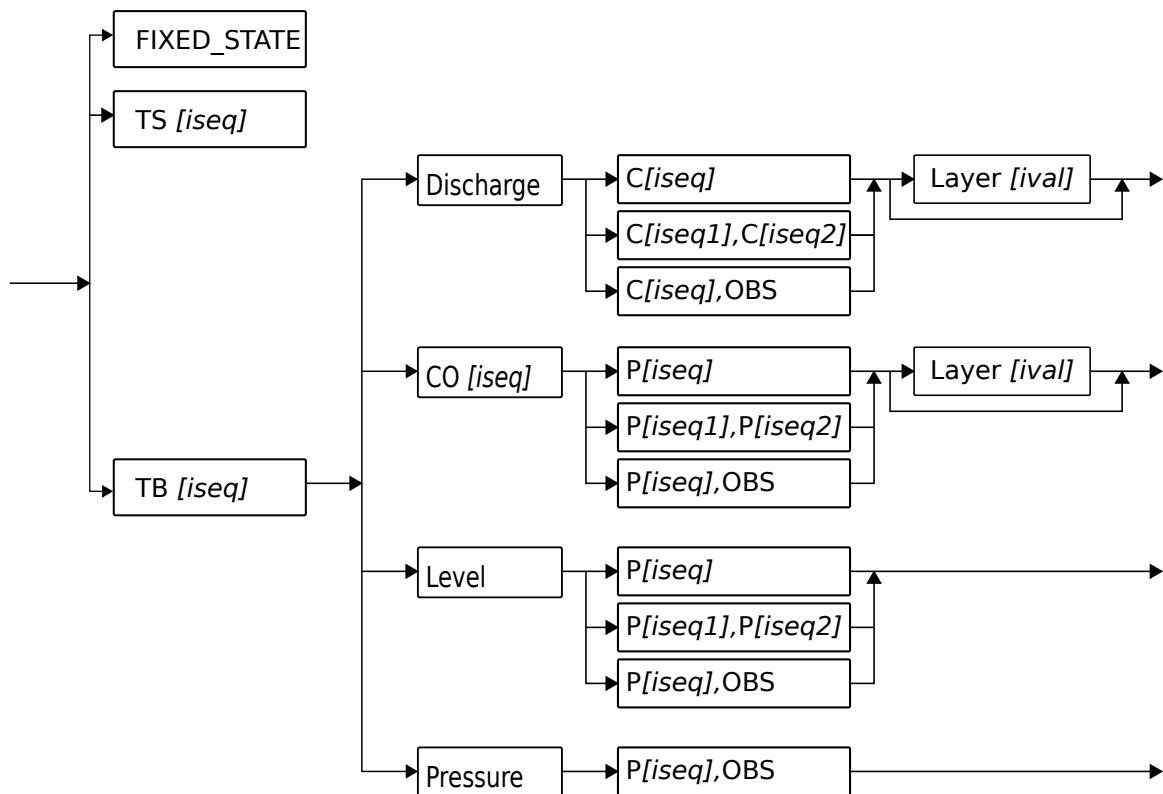 FIXED_STATE
TS [iseq]
TB [iseq]
Discharge
C[iseq]
C[iseq1],C[iseq2]
C[iseq],OBS
Layer [ival]
CO [iseq]
P[iseq]
P[iseq1],P[iseq2]
P[iseq],OBS
Layer [ival]
Level
P[iseq]
P[iseq1],P[iseq2]
P[iseq],OBS
Pressure
P[iseq],OBS